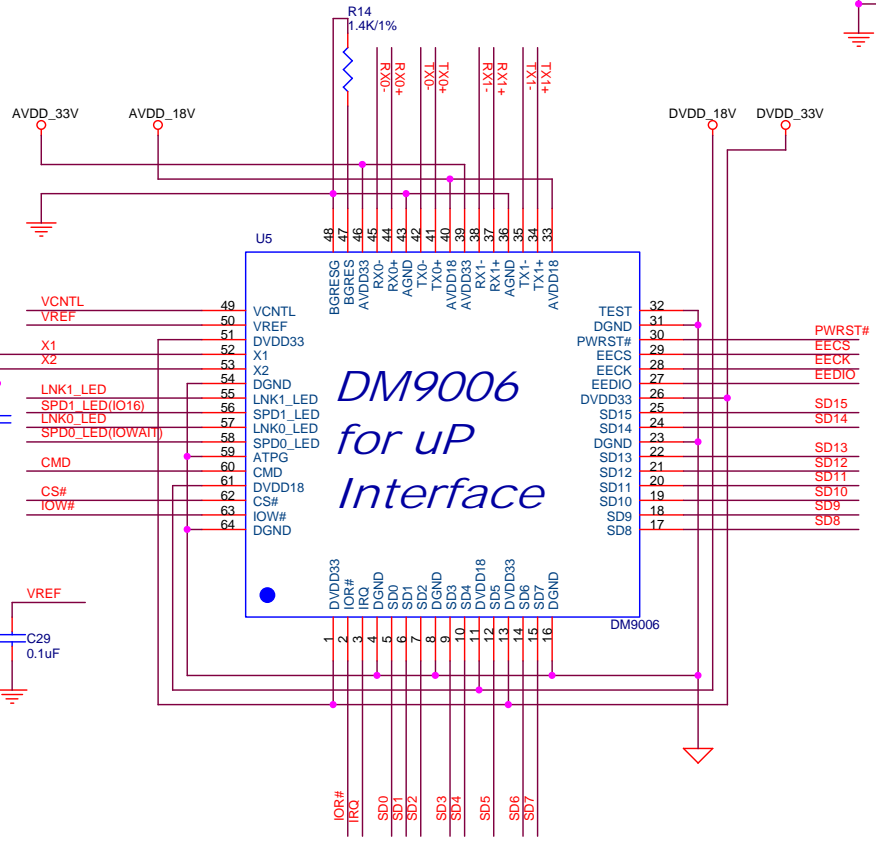 R14
1.4K/1%
RX0-
RX0+
TX0-
TX0+
RX1-
RX1+
TX1-
TX1+
AVDD_33V
AVDD_18V
DVDD_18V
DVDD_33V
U5
48
47
46
45
44
43
42
41
40
39
38
37
36
35
34
33
BGRESG
BGRES
AVDD33
RX0-
RX0+
AGND
TX0-
TX0+
AVDD18
AVDD33
RX1-
RX1+
AGND
TX1-
TX1+
AVDD18
VCNTL 49 VCNTL
VREF 50 VREF
51 DVDD33
X1 52 X1
X2 53 X2
54 DGND
LNK1_LED 55 LNK1_LED
SPD1_LED(IO16) 56 SPD1_LED
LNK0_LED 57 LNK0_LED
SPD0_LED(IOWAIT) 58 SPD0_LED
59 ATPG
CMD 60 CMD
61 DVDD18
CS# 62 CS#
IOW# 63 IOW#
64 DGND
DM9006
for uP
Interface
TEST 32
DGND 31
PWRST# 30 PWRST#
EECS 29 EECS
EECK 28 EECK
EEDIO 27 EEDIO
DVDD33 26
SD15 25 SD15
SD14 24 SD14
DGND 23
SD13 22 SD13
SD12 21 SD12
SD11 20 SD11
SD10 19 SD10
SD9 18 SD9
SD8 17 SD8
DVDD33
IOR#
IRQ
DGND
SD0
SD1
SD2
DGND
SD3
SD4
DVDD18
SD5
DVDD33
SD6
SD7
DGND
1
2
3
4
5
6
7
8
9
10
11
12
13
14
15
16
DM9006
VREF
C29
0.1uF
IOR#
IRQ
SD0
SD1
SD2
SD3
SD4
SD5
SD6
SD7